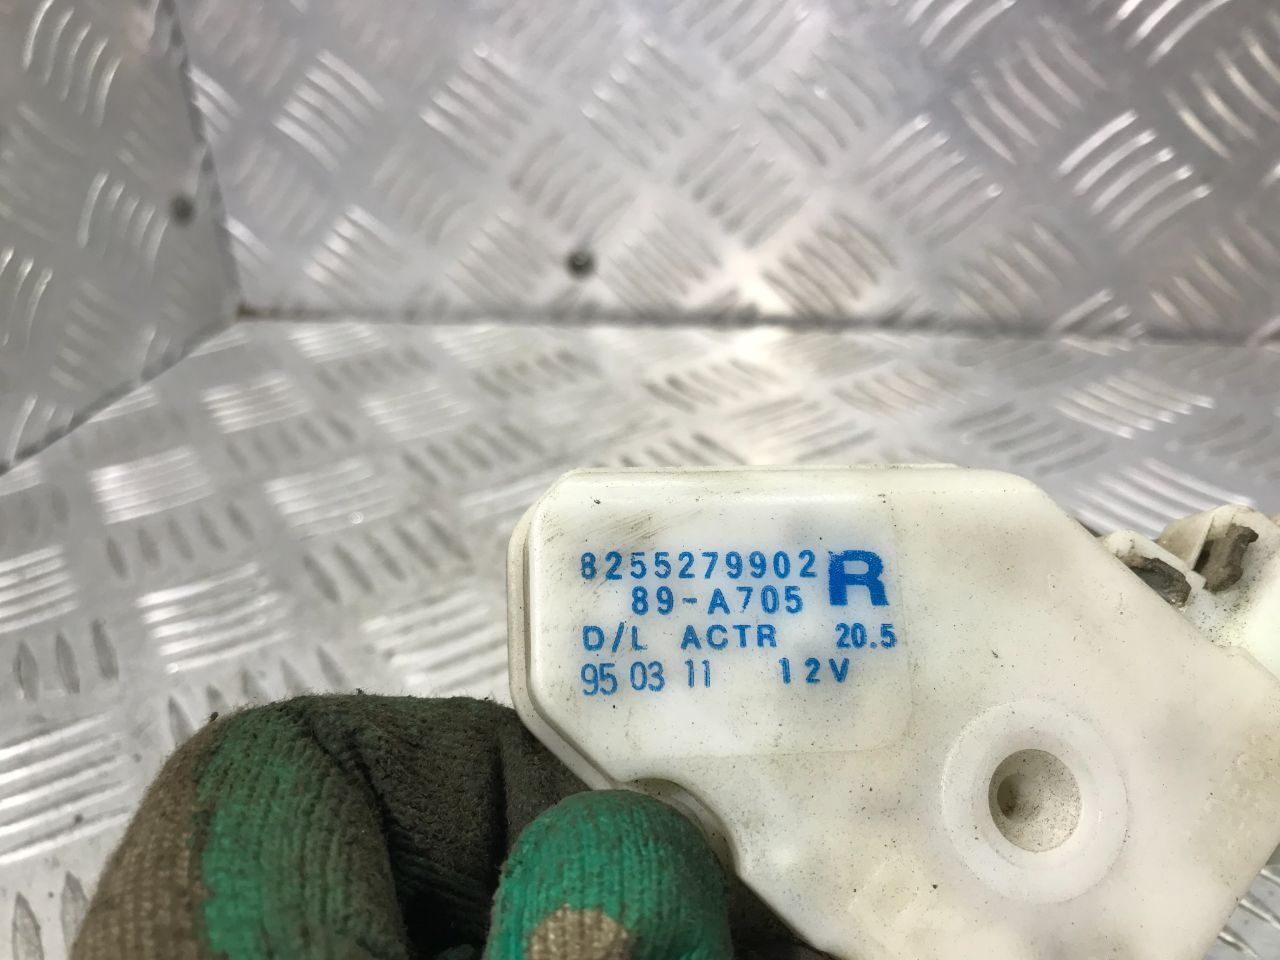 8255279902 R
89-A705
D/L ACTR 20.5
95 03 11 12V